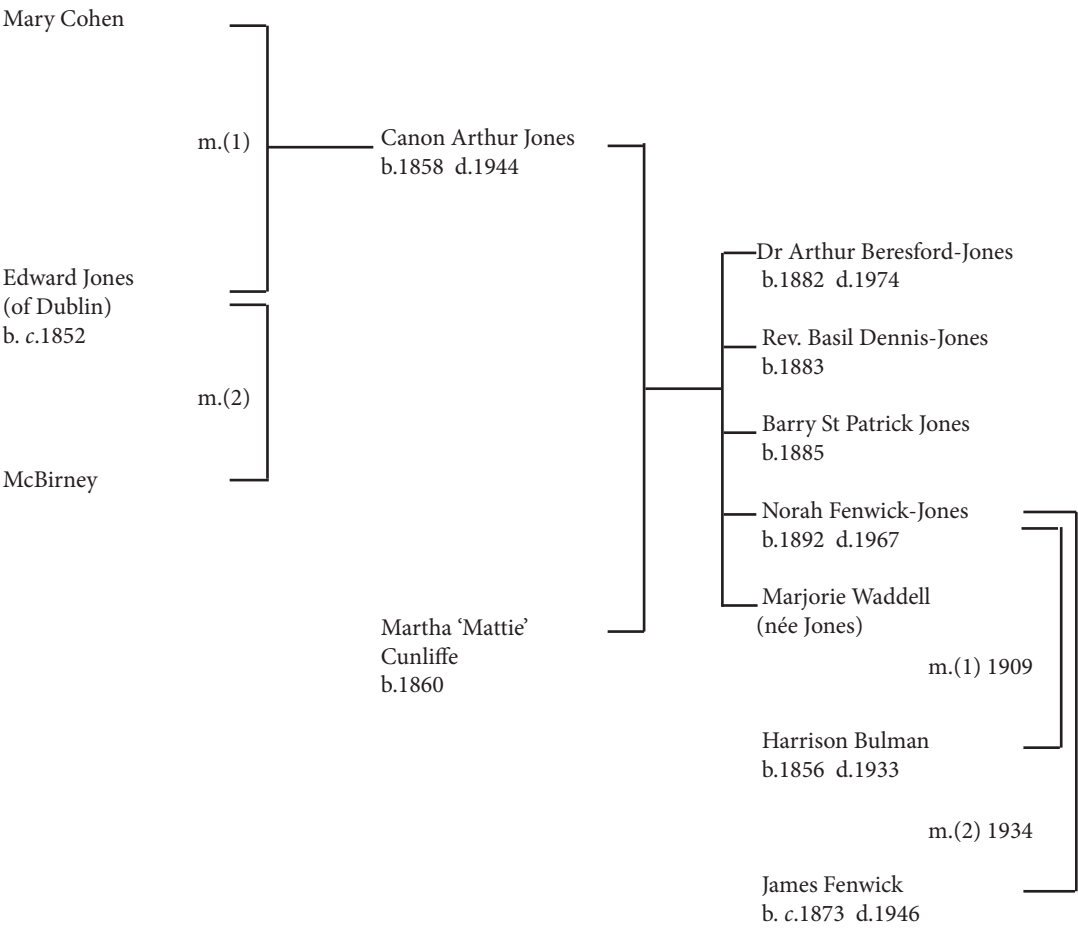 Mary Cohen
m.(1)
Edward Jones
(of Dublin)
b. c.1852
m.(2)
McBirney
Canon Arthur Jones
b.1858 d.1944
Martha ‘Mattie’
Cunliffe
b.1860
Dr Arthur Beresford-Jones
b.1882 d.1974
Rev. Basil Dennis-Jones
b.1883
Barry St Patrick Jones
b.1885
Norah Fenwick-Jones
b.1892 d.1967
Marjorie Waddell
(née Jones)
m.(1) 1909
Harrison Bulman
b.1856 d.1933
m.(2) 1934
James Fenwick
b. c.1873 d.1946